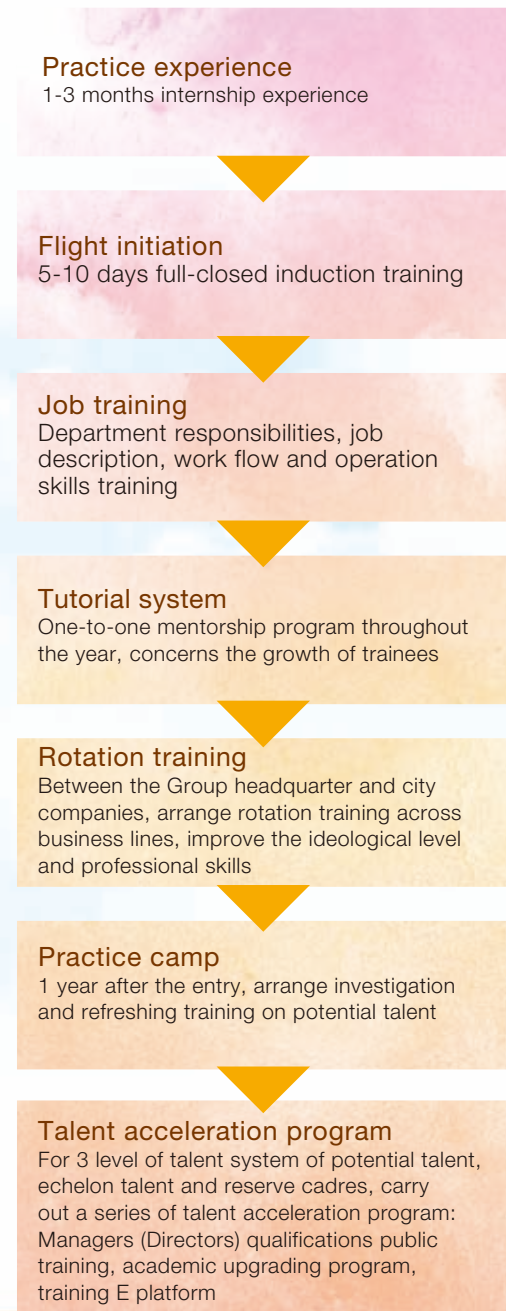 Practice experience
1-3 months internship experience
Flight initiation
5-10 days full-closed induction training
Job training
Department responsibilities, job
description, work flow and operation
skills training
Tutorial system
One-to-one mentorship program throughout
the year, concerns the growth of trainees
Rotation training
Between the Group headquarter and city
companies, arrange rotation training across
business lines, improve the ideological level
and professional skills
Practice camp
1 year after the entry, arrange investigation
and refreshing training on potential talent
Talent acceleration program
For 3 level of talent system of potential talent,
echelon talent and reserve cadres, carry
out a series of talent acceleration program:
Managers (Directors) qualifications public
training, academic upgrading program,
training E platform